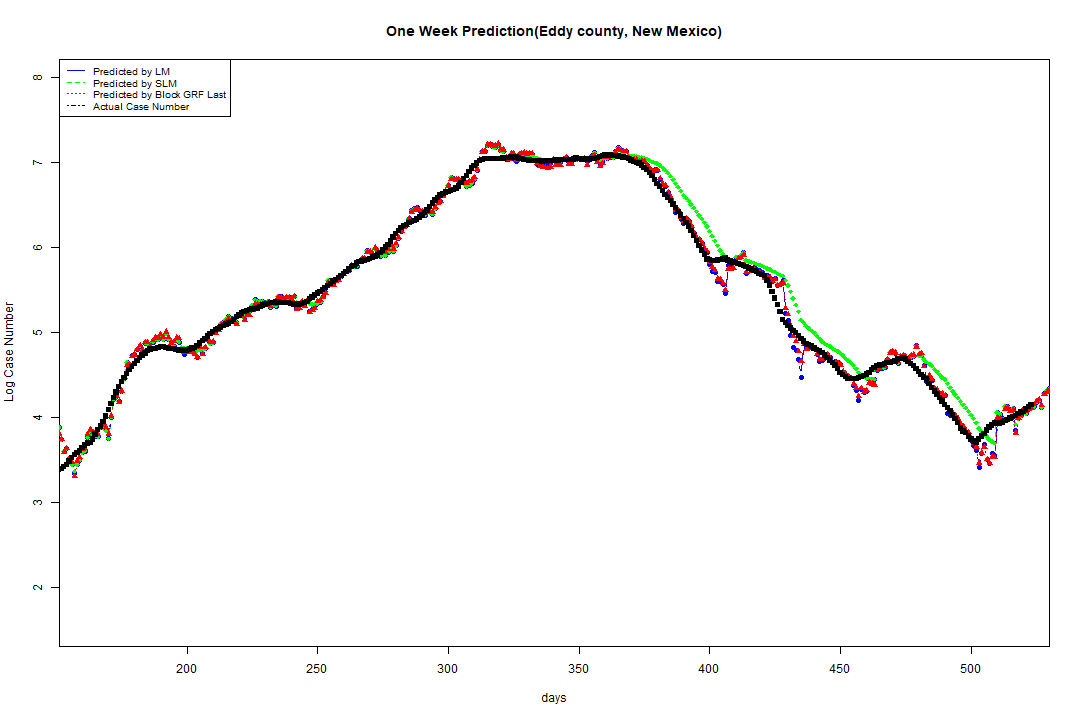 One Week Prediction(Eddy county, New Mexico)
Predicted by LM
Predicted by SLM
Predicted by Block GRF Last
Actual Case Number
8
7
6
5
4
3
2
Log Case Number
200 250 300 350 400 450 500
days